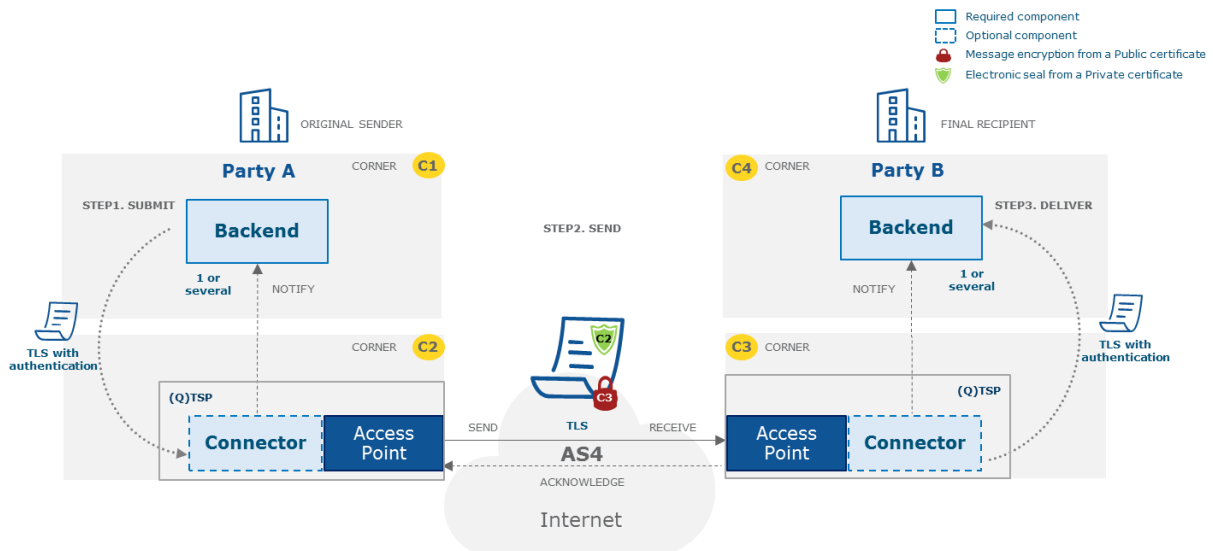 Required component
Optional component
Message encryption from a Public certificate
Electronic seal from a Private certificate
ORIGINAL SENDER
FINAL RECIPIENT
CORNER C1
Party A
STEP1. SUBMIT
Backend
1 or
several
NOTIFY
TLS with
authentication
CORNER C2
(Q)TSP
Connector
Access
Point
STEP2. SEND
C2
C3
SEND
TLS
RECEIVE
AS4
ACKNOWLEDGE
Internet
C4 CORNER
Party B
STEP3. DELIVER
Backend
1 or
several
NOTIFY
TLS with
authentication
C3 CORNER
(Q)TSP
Access
Point
Connector